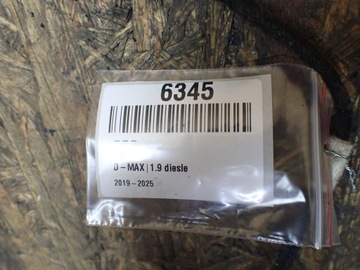 6345
– – –
D – MAX | 1.9 diesle
2019 – 2025